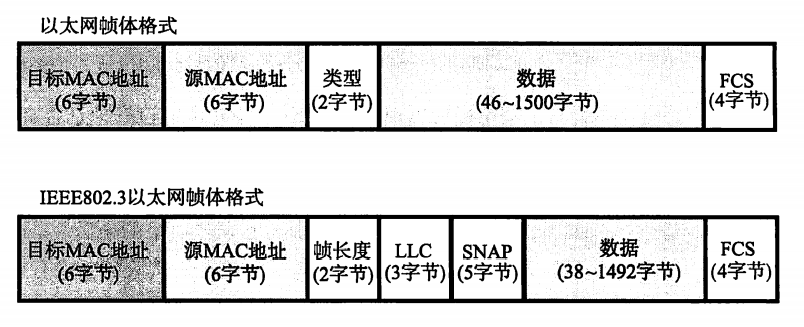 以太网帧体格式
目标MAC地址 源MAC地址 类型 数据 FCS
(6字节) (6字节) (2字节) (46~1500字节) (4字节)
IEEE802.3以太网帧体格式
目标MAC地址 源MAC地址 帧长度 LLC SNAP 数据 FCS
(6字节) (6字节) (2字节) (3字节) (5字节) (38~1492字节) (4字节)